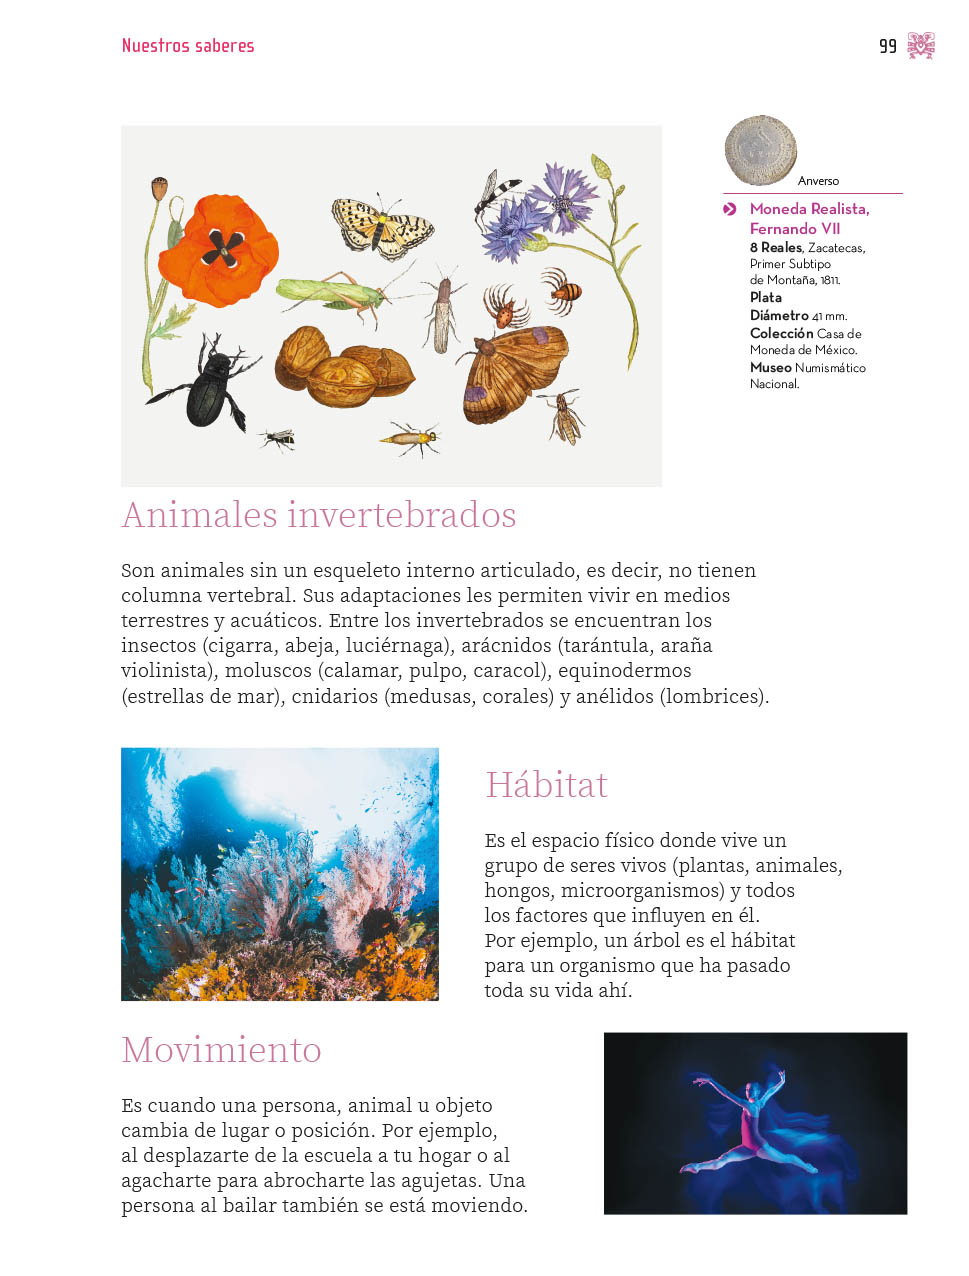 Nuestros saberes
99
Anverso
Moneda Realista,
Fernando VII
8 Reales, Zacatecas,
Primer Subtipo
de Montaña, 1811.
Plata
Diámetro 41 mm.
Colección Casa de
Moneda de México.
Museo Numismático
Nacional.
Animales invertebrados
Son animales sin un esqueleto interno articulado, es decir, no tienen
columna vertebral. Sus adaptaciones les permiten vivir en medios
terrestres y acuáticos. Entre los invertebrados se encuentran los
insectos (cigarra, abeja, luciérnaga), arácnidos (tarántula, araña
violinista), moluscos (calamar, pulpo, caracol), equinodermos
(estrellas de mar), cnidarios (medusas, corales) y anélidos (lombrices).
Hábitat
Es el espacio físico donde vive un
grupo de seres vivos (plantas, animales,
hongos, microorganismos) y todos
los factores que influyen en él.
Por ejemplo, un árbol es el hábitat
para un organismo que ha pasado
toda su vida ahí.
Movimiento
Es cuando una persona, animal u objeto
cambia de lugar o posición. Por ejemplo,
al desplazarte de la escuela a tu hogar o al
agacharte para abrocharte las agujetas. Una
persona al bailar también se está moviendo.